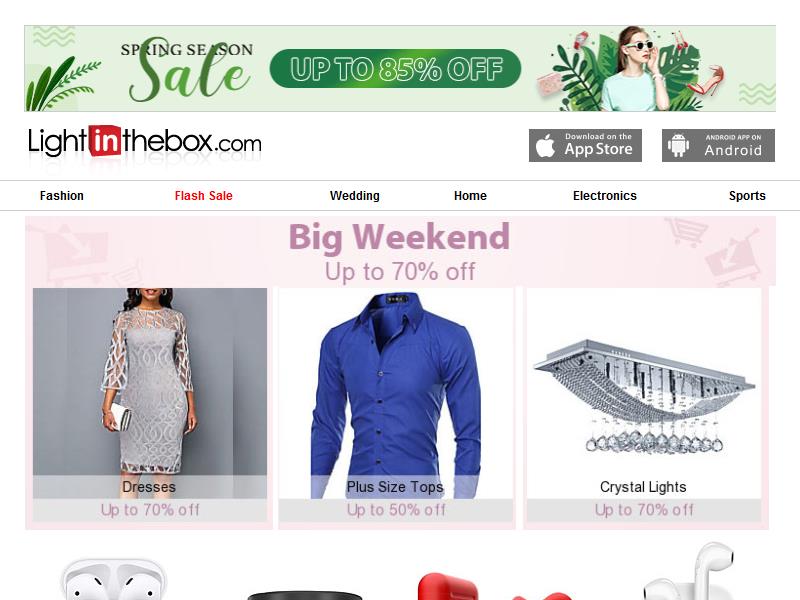 SPRING SEASON
Sale
UP TO 85% OFF
Lightinthebox.com
Download on the
App Store
ANDROID APP ON
Android
Fashion Flash Sale Wedding Home Electronics Sports
Big Weekend
Up to 70% off
Dresses Plus Size Tops Crystal Lights
Up to 70% off Up to 50% off Up to 70% off